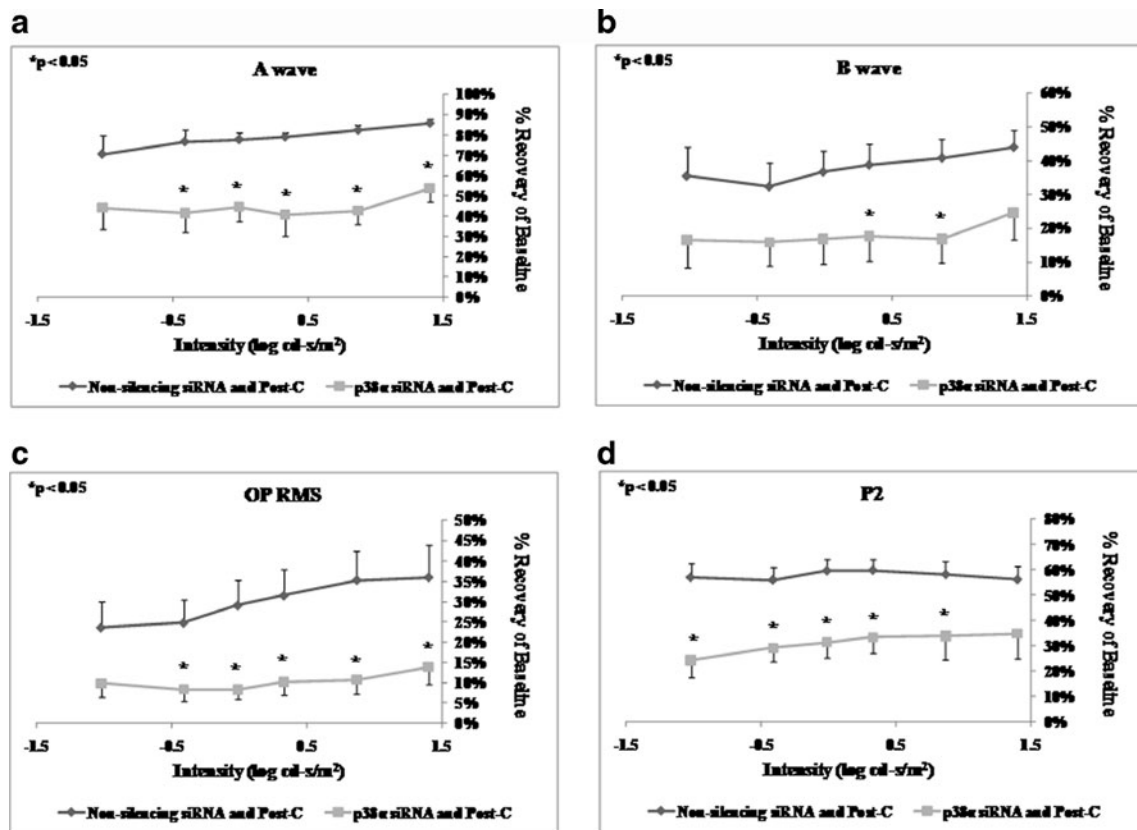 a
*p<0.05
A wave
100%
90%
80%
70%
60%
50%
40%
30%
20%
10%
0%
% Recovery of Baseline
* * * * *
-1.5 -0.5 0.5 1.5
Intensity (log cd-s/m²)
Non-silencing siRNA and Post-C p38α siRNA and Post-C
b
*p<0.05
B wave
60%
50%
40%
30%
20%
10%
0%
% Recovery of Baseline
* *
-1.5 -0.5 0.5 1.5
Intensity (log cd-s/m²)
Non-silencing siRNA and Post-C p38α siRNA and Post-C
c
*p<0.05
OP RMS
50%
45%
40%
35%
30%
25%
20%
15%
10%
5%
0%
% Recovery of Baseline
* * * * *
-1.5 -0.5 0.5 1.5
Intensity (log cd-s/m²)
Non-silencing siRNA and Post-C p38α siRNA and Post-C
d
*p<0.05
P2
80%
70%
60%
50%
40%
30%
20%
10%
0%
% Recovery of Baseline
* * * * *
-1.5 -0.5 0.5 1.5
Intensity (log cd-s/m²)
Non-silencing siRNA and Post-C p38α siRNA and Post-C